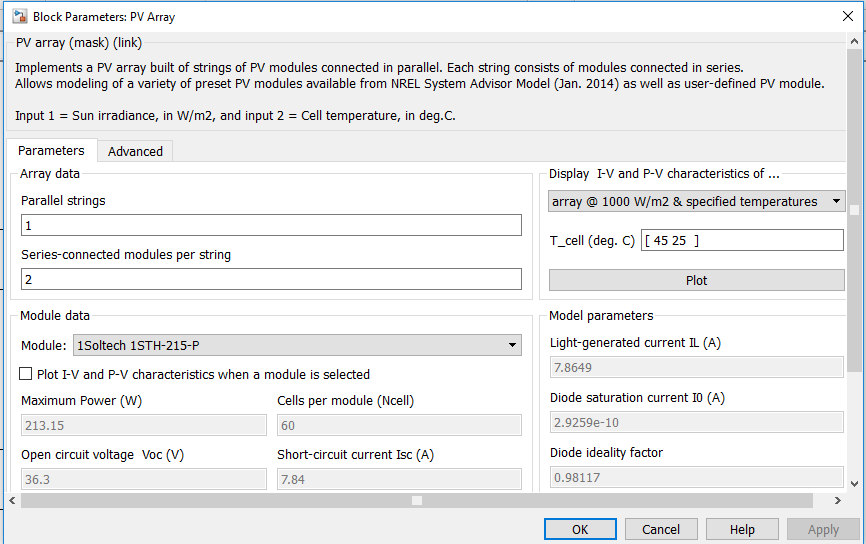 Block Parameters: PV Array
PV array (mask) (link)
Implements a PV array built of strings of PV modules connected in parallel. Each string consists of modules connected in series.
Allows modeling of a variety of preset PV modules available from NREL System Advisor Model (Jan. 2014) as well as user-defined PV module.
Input 1 = Sun irradiance, in W/m2, and input 2 = Cell temperature, in deg.C.
Parameters
Advanced
Array data
Parallel strings
1
Series-connected modules per string
2
Display I-V and P-V characteristics of ...
array @ 1000 W/m2 & specified temperatures
T_cell (deg. C) [ 45 25 ]
Plot
Module data
Module: 1Soltech 1STH-215-P
Plot I-V and P-V characteristics when a module is selected
Maximum Power (W)
213.15
Cells per module (Ncell)
60
Open circuit voltage Voc (V)
36.3
Short-circuit current Isc (A)
7.84
Model parameters
Light-generated current IL (A)
7.8649
Diode saturation current I0 (A)
2.9259e-10
Diode ideality factor
0.98117
OK
Cancel
Help
Apply